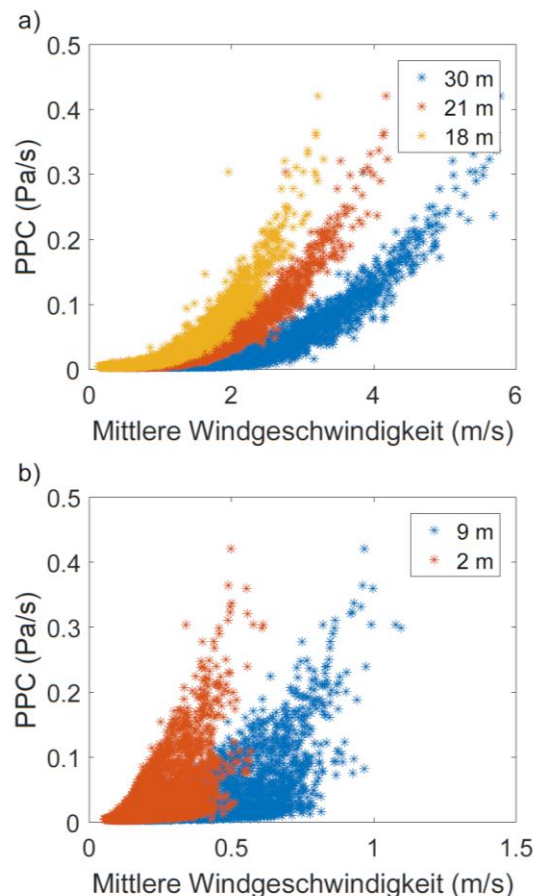 a)
0.5
0.4
0.3
0.2
0.1
0
PPC (Pa/s)
30 m
21 m
18 m
0 2 4 6
Mittlere Windgeschwindigkeit (m/s)
b)
0.5
0.4
0.3
0.2
0.1
0
PPC (Pa/s)
9 m
2 m
0 0.5 1 1.5
Mittlere Windgeschwindigkeit (m/s)